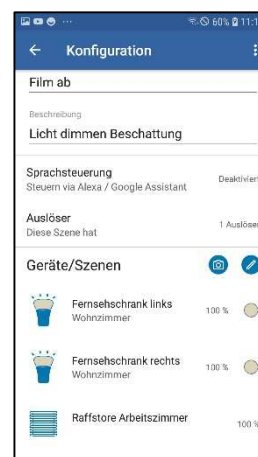 60% 11:1
Konfiguration
Film ab
Beschreibung
Licht dimmen Beschattung
Sprachsteuerung
Steuern via Alexa / Google Assistant
Deaktiviert
Auslöser
Diese Szene hat
1 Auslöser
Geräte/Szenen
Fernsehschrank links
Wohnzimmer
100 %
Fernsehschrank rechts
Wohnzimmer
100 %
Raffstore Arbeitszimmer
100 %